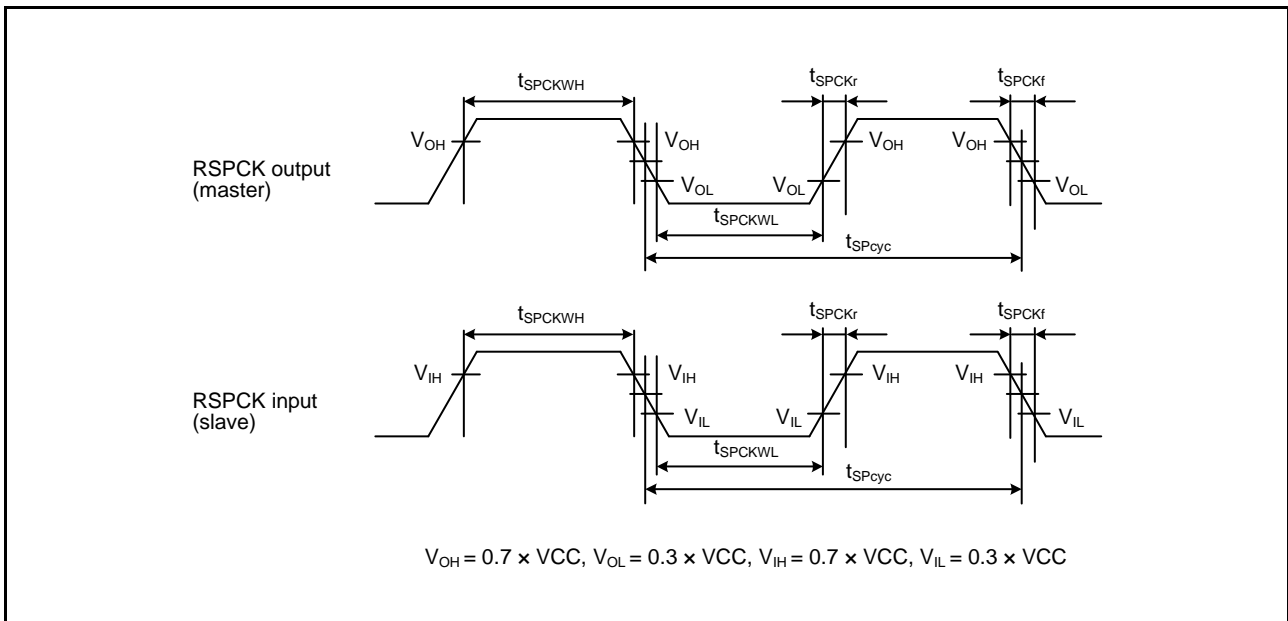 tSPCKWH tSPCKr tSPCKf
VOH VOH VOH VOH
RSPCK output
(master)
VOL VOL VOL
tSPCKWL
tSPcyc
tSPCKWH tSPCKr tSPCKf
VIH VIH VIH VIH
RSPCK input
(slave)
VIL VIL VIL
tSPCKWL
tSPcyc
VOH = 0.7 × VCC, VOL = 0.3 × VCC, VIH = 0.7 × VCC, VIL = 0.3 × VCC